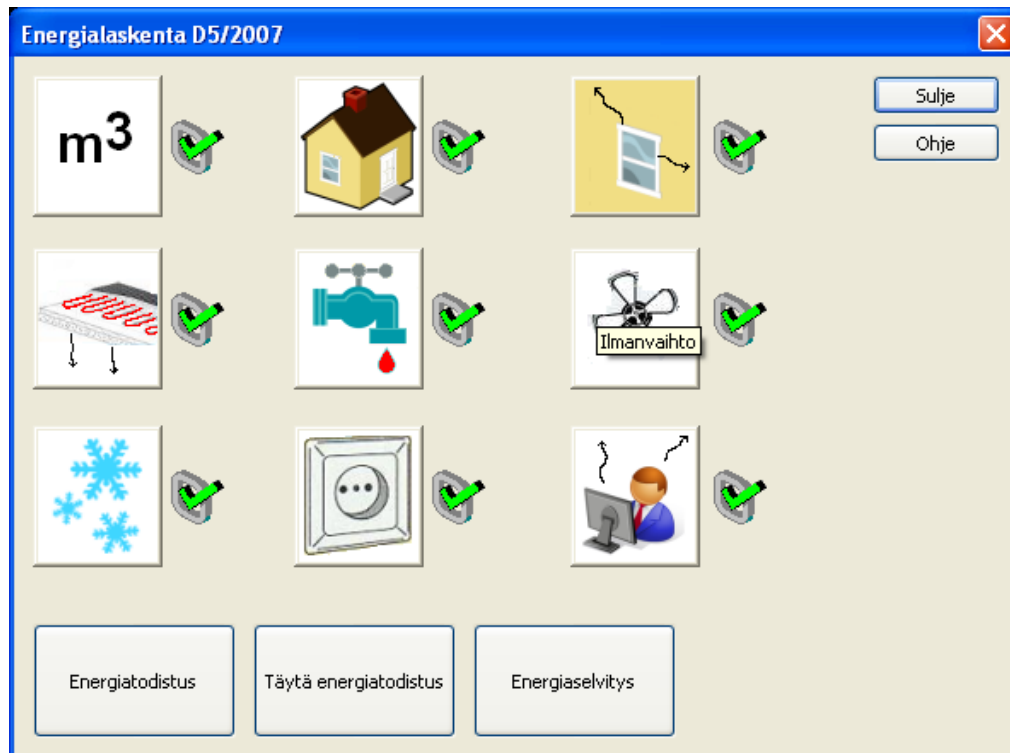 Energialaskenta D5/2007
m³
Sulje
Ohje
Ilmanvaihto
Energiatodistus
Täytä energiatodistus
Energiaselvitys